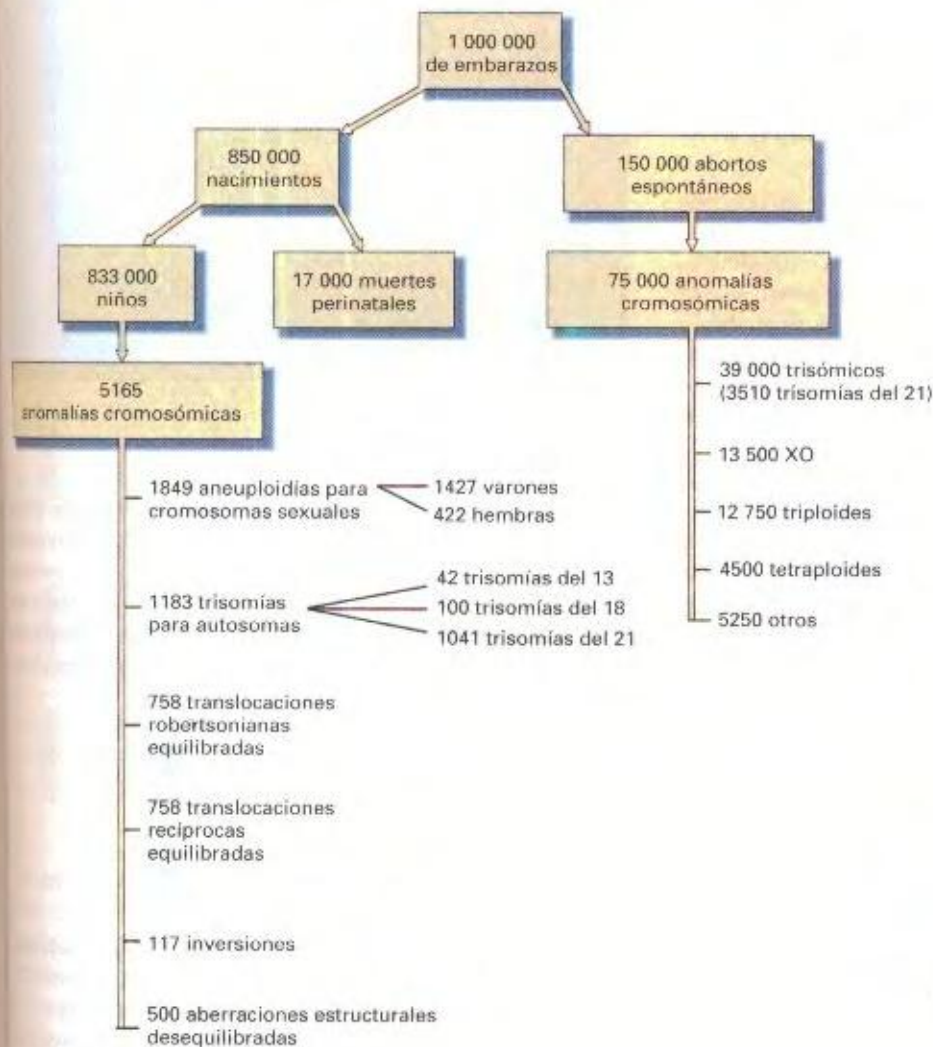 1 000 000
de embarazos
850 000
nacimientos
150 000 abortos
espontáneos
833 000
niños
17 000 muertes
perinatales
75 000 anomalías
cromosómicas
5165
anomalías cromosómicas
39 000 trisómicos
(3510 trisomías del 21)
13 500 XO
12 750 triploides
4500 tetraploides
5250 otros
1849 aneuploidías para
cromosomas sexuales
1427 varones
422 hembras
1183 trisomías
para autosomas
42 trisomías del 13
100 trisomías del 18
1041 trisomías del 21
758 translocaciones
robertsonianas
equilibradas
758 translocaciones
recíprocas
equilibradas
117 inversiones
500 aberraciones estructurales
desequilibradas